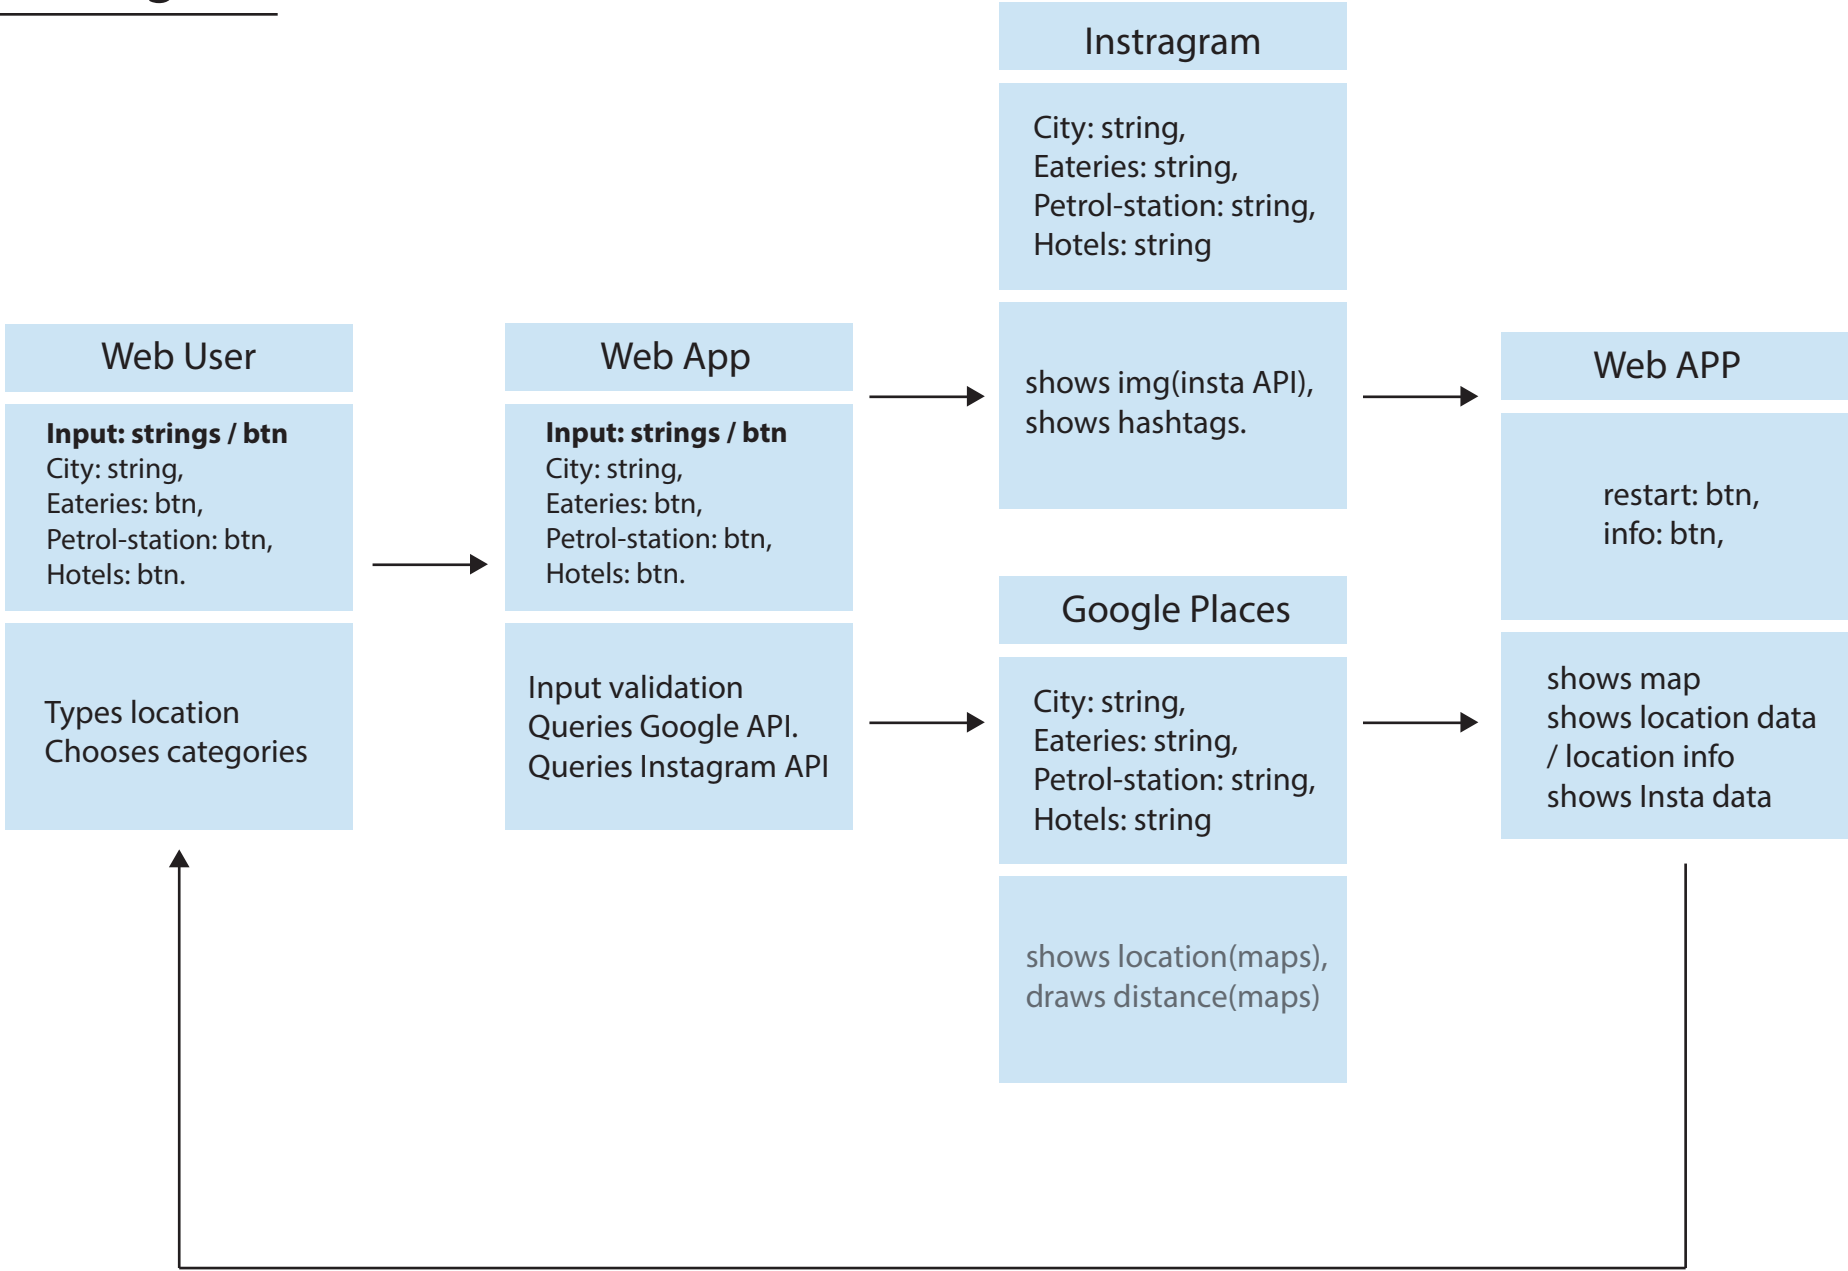 Web User
Input: strings / btn
City: string,
Eateries: btn,
Petrol-station: btn,
Hotels: btn.
Types location
Chooses categories
Web App
Input: strings / btn
City: string,
Eateries: btn,
Petrol-station: btn,
Hotels: btn.
Input validation
Queries Google API.
Queries Instagram API
Instragram
City: string,
Eateries: string,
Petrol-station: string,
Hotels: string
shows img(insta API),
shows hashtags.
Google Places
City: string,
Eateries: string,
Petrol-station: string,
Hotels: string
shows location(maps),
draws distance(maps)
Web APP
restart: btn,
info: btn,
shows map
shows location data
/ location info
shows Insta data